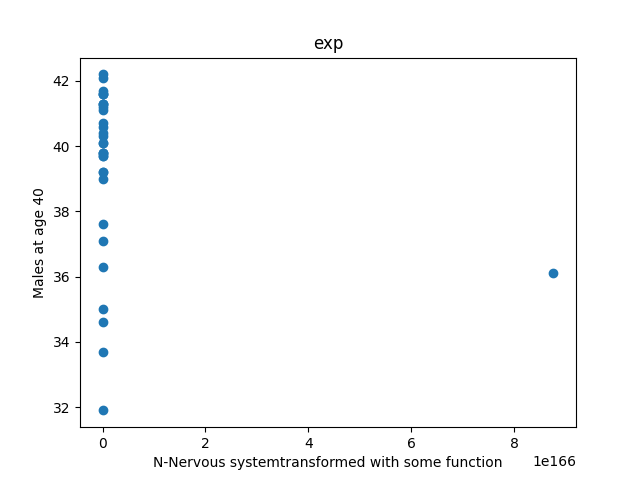 exp
Males at age 40
42
40
38
36
34
32
0
2
4
6
8
1e166
N-Nervous systemtransformed with some function